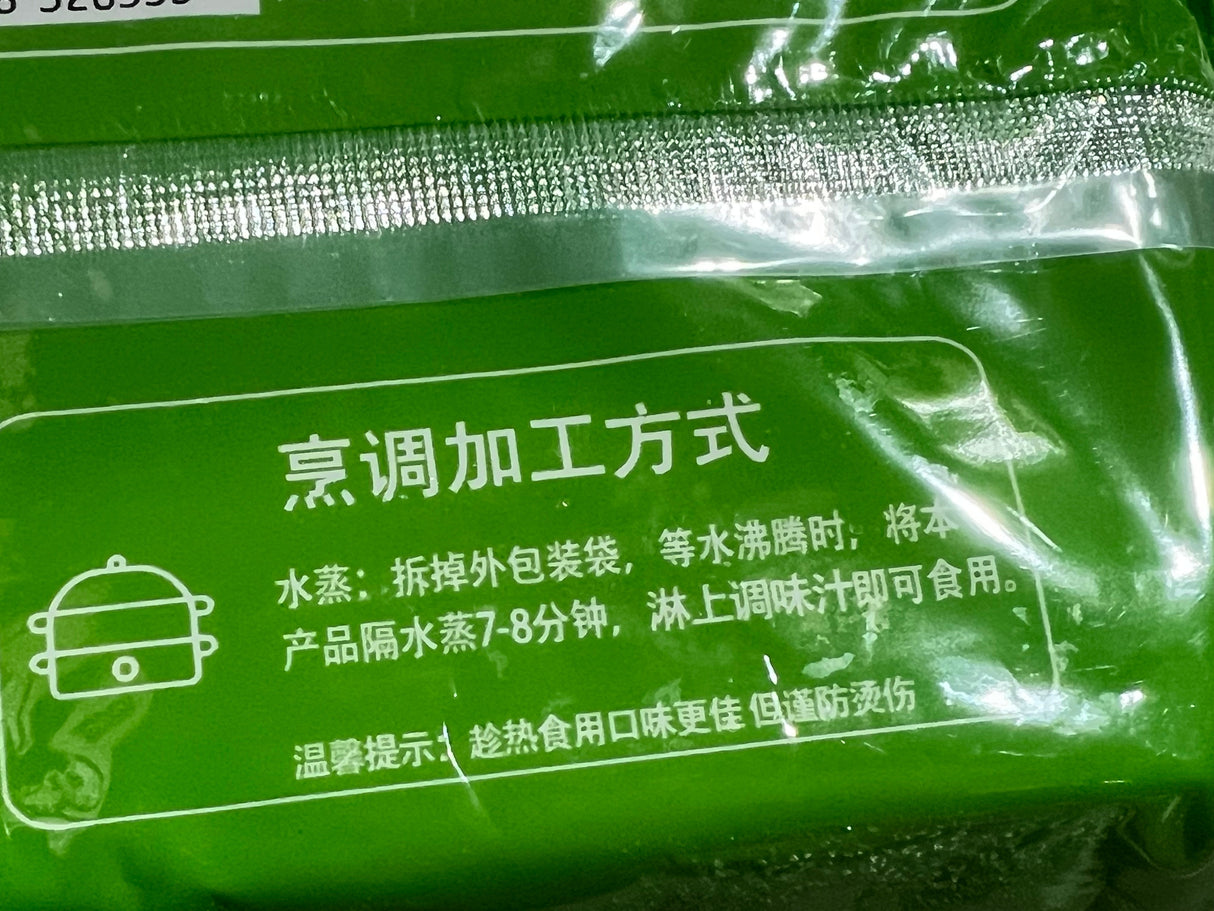 烹调加工方式
水蒸：拆掉外包装袋，等水沸腾时，将本
产品隔水蒸7-8分钟，淋上调味汁即可食用。
温馨提示：趁热食用口味更佳 但谨防烫伤